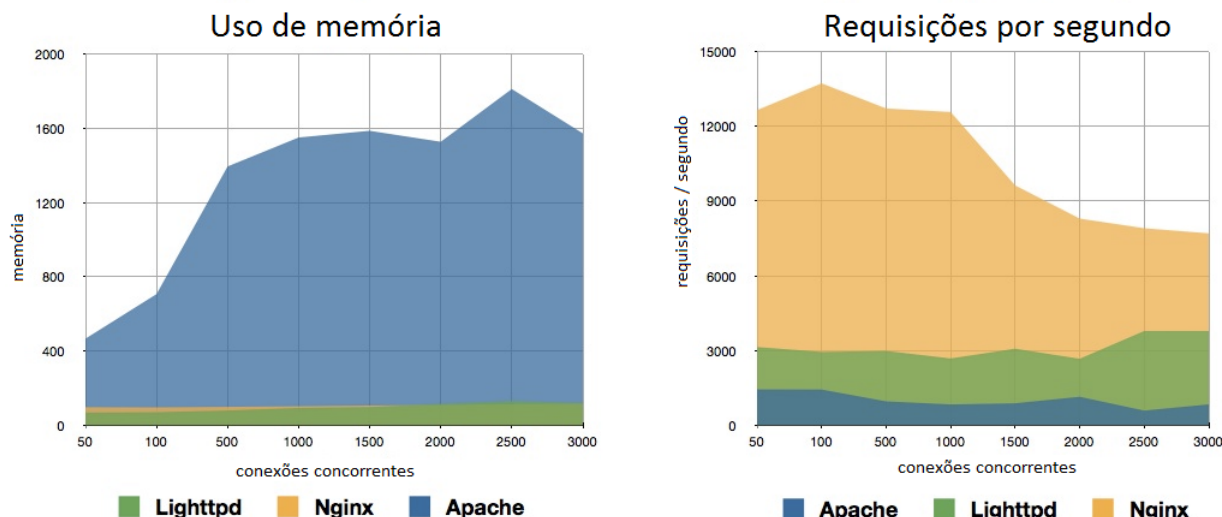 Uso de memória
2000
1600
1200
800
400
0
memória
50 100 500 1000 1500 2000 2500 3000
conexões concorrentes
Lighttpd Nginx Apache
Requisições por segundo
15000
12000
9000
6000
3000
0
requisições / segundo
50 100 500 1000 1500 2000 2500 3000
conexões concorrentes
Apache Lighttpd Nginx